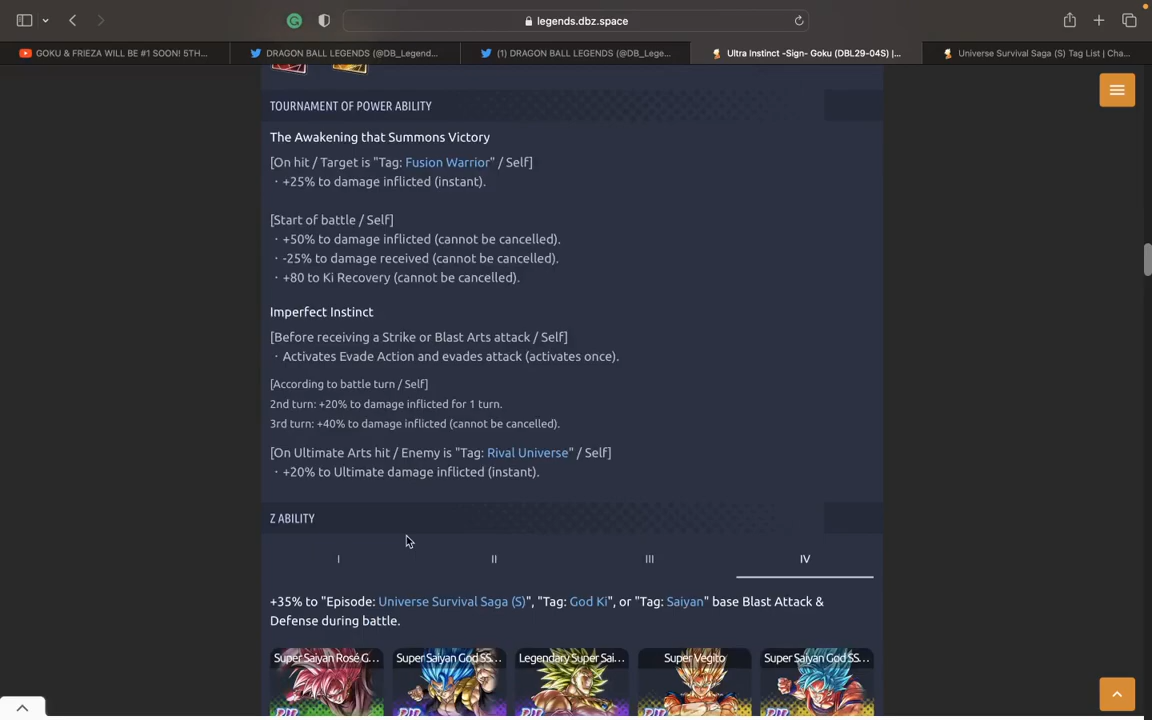 legends.dbz.space
GOKU & FRIEZA WILL BE #1 SOON! 5TH...
DRAGON BALL LEGENDS (@DB_Legend...
(1) DRAGON BALL LEGENDS (@DB_Lege...
Ultra Instinct -Sign- Goku (DBL29-04S) |...
Universe Survival Saga (S) Tag List | Cha...
TOURNAMENT OF POWER ABILITY
The Awakening that Summons Victory
[On hit / Target is "Tag: Fusion Warrior" / Self]
・+25% to damage inflicted (instant).
[Start of battle / Self]
・+50% to damage inflicted (cannot be cancelled).
・-25% to damage received (cannot be cancelled).
・+80 to Ki Recovery (cannot be cancelled).
Imperfect Instinct
[Before receiving a Strike or Blast Arts attack / Self]
・Activates Evade Action and evades attack (activates once).
[According to battle turn / Self]
2nd turn: +20% to damage inflicted for 1 turn.
3rd turn: +40% to damage inflicted (cannot be cancelled).
[On Ultimate Arts hit / Enemy is "Tag: Rival Universe" / Self]
・+20% to Ultimate damage inflicted (instant).
Z ABILITY
I II III IV
+35% to "Episode: Universe Survival Saga (S)", "Tag: God Ki", or "Tag: Saiyan" base Blast Attack &
Defense during battle.
Super Saiyan Rosé G... Super Saiyan God SS... Legendary Super Sai... Super Vegito Super Saiyan God SS...